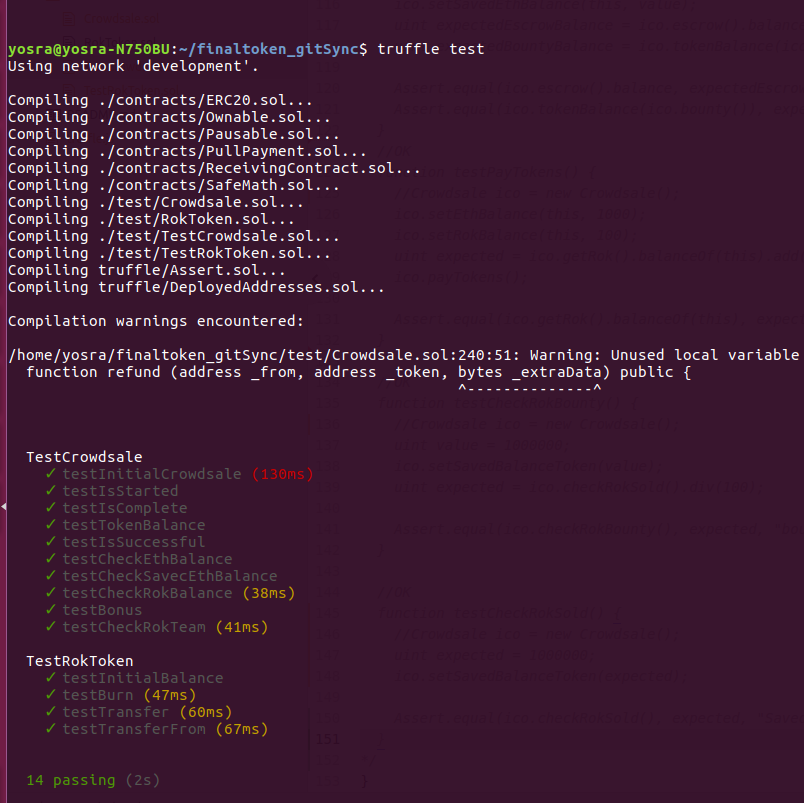 yosra@yosra-N750BU:~/finaltoken_gitSync$ truffle test
Using network 'development'.
Compiling ./contracts/ERC20.sol...
Compiling ./contracts/Ownable.sol...
Compiling ./contracts/Pausable.sol...
Compiling ./contracts/PullPayment.sol...
Compiling ./contracts/ReceivingContract.sol...
Compiling ./contracts/SafeMath.sol...
Compiling ./test/Crowdsale.sol...
Compiling ./test/RokToken.sol...
Compiling ./test/TestCrowdsale.sol...
Compiling ./test/TestRokToken.sol...
Compiling truffle/Assert.sol...
Compiling truffle/DeployedAddresses.sol...
Compilation warnings encountered:
/home/yosra/finaltoken_gitSync/test/Crowdsale.sol:240:51: Warning: Unused local variable
function refund (address _from, address _token, bytes _extraData) public {
^--------------^
TestCrowdsale
✓ testInitialCrowdsale (130ms)
✓ testIsStarted
✓ testIsComplete
✓ testTokenBalance
✓ testIsSuccessful
✓ testCheckEthBalance
✓ testCheckSavecEthBalance
✓ testCheckRokBalance (38ms)
✓ testBonus
✓ testCheckRokTeam (41ms)
TestRokToken
✓ testInitialBalance
✓ testBurn (47ms)
✓ testTransfer (60ms)
✓ testTransferFrom (67ms)
14 passing (2s)